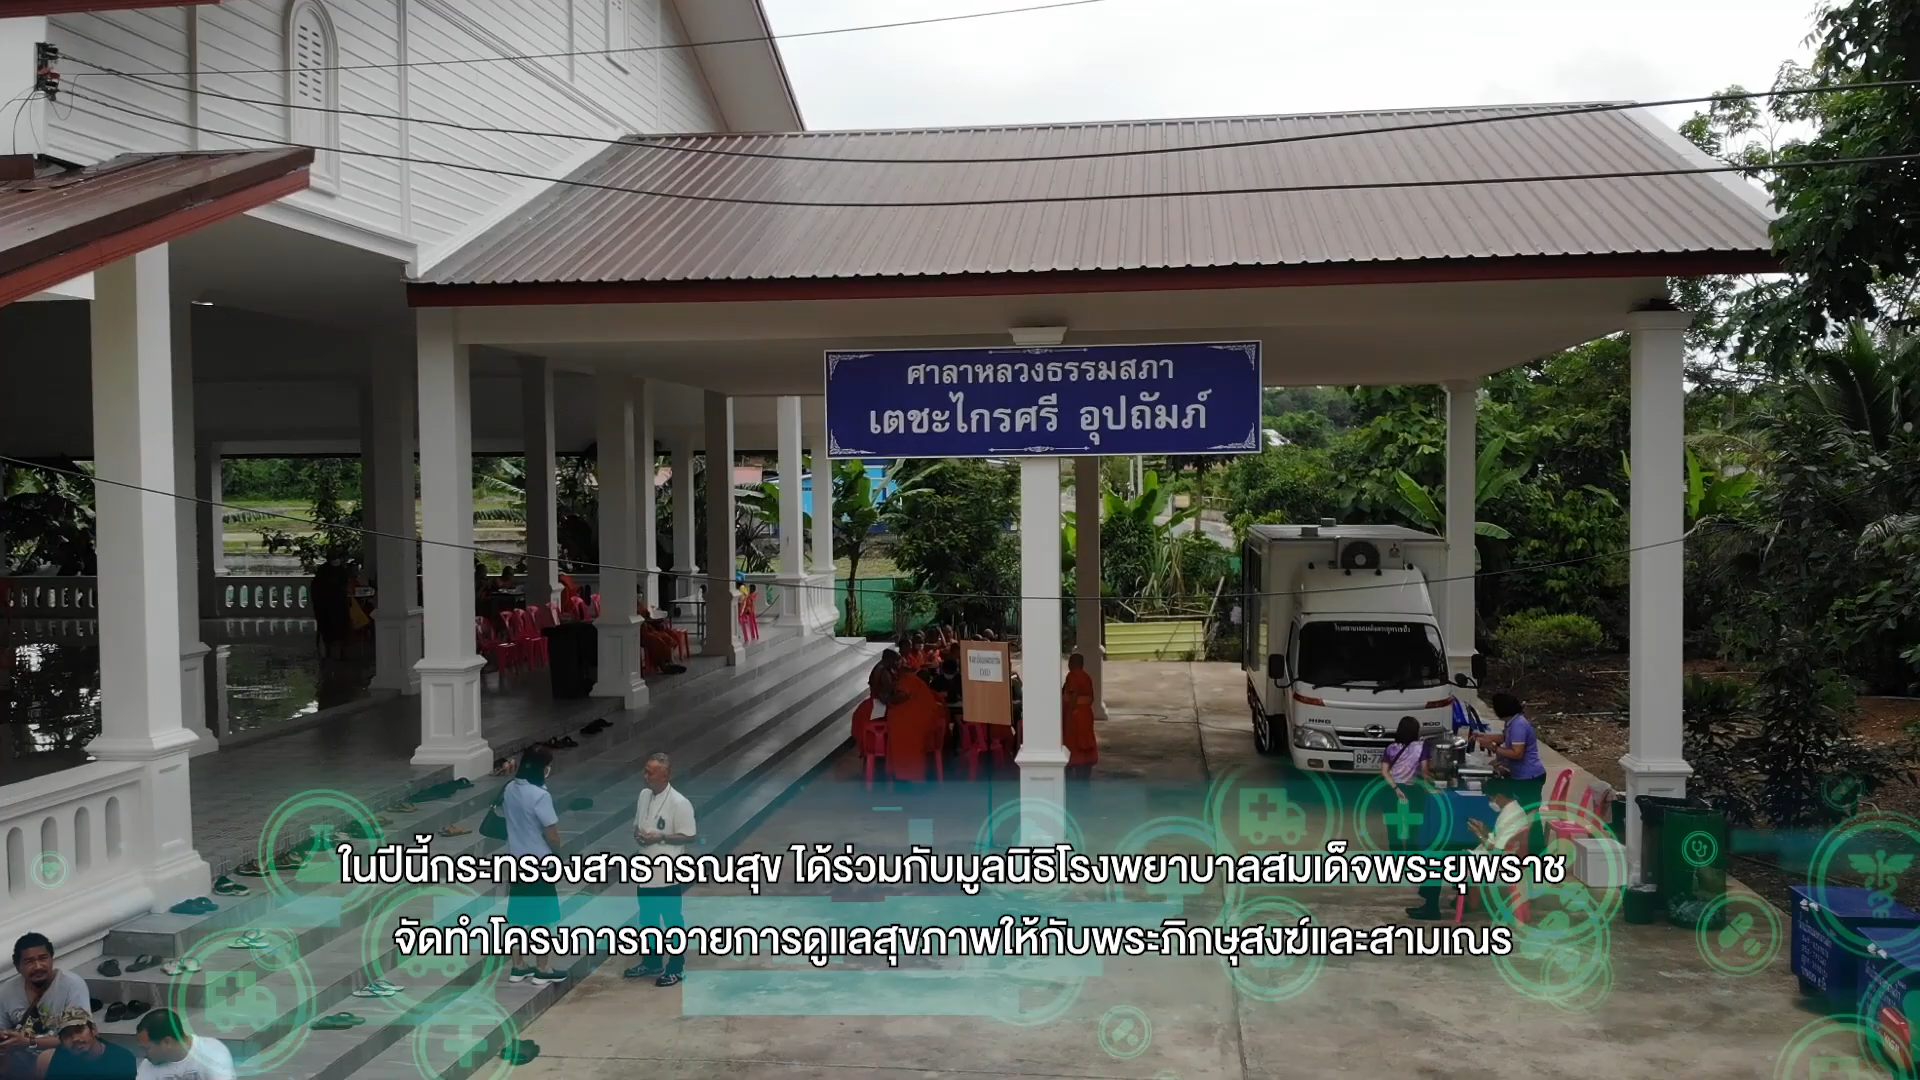 ศาลาหลวงธรรมสภา
เตชะไกรศรี อุปถัมภ์
HINO
300
ในปีนี้กระทรวงสาธารณสุข ได้ร่วมกับมูลนิธิโรงพยาบาลสมเด็จพระยุพราช
จัดทำโครงการถวายการดูแลสุขภาพให้กับพระภิกษุสงฆ์และสามเณร